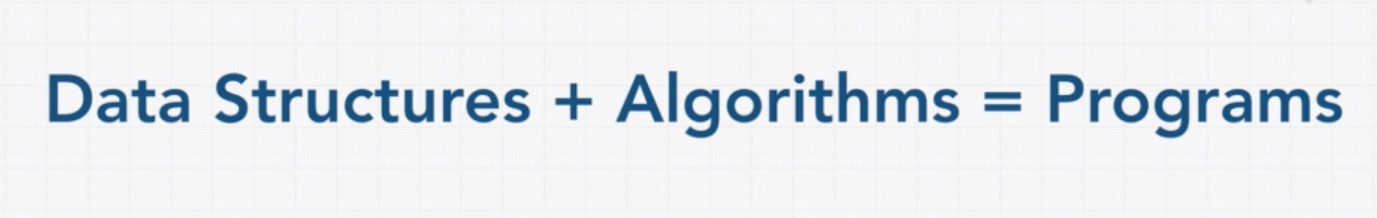 Data Structures + Algorithms = Programs